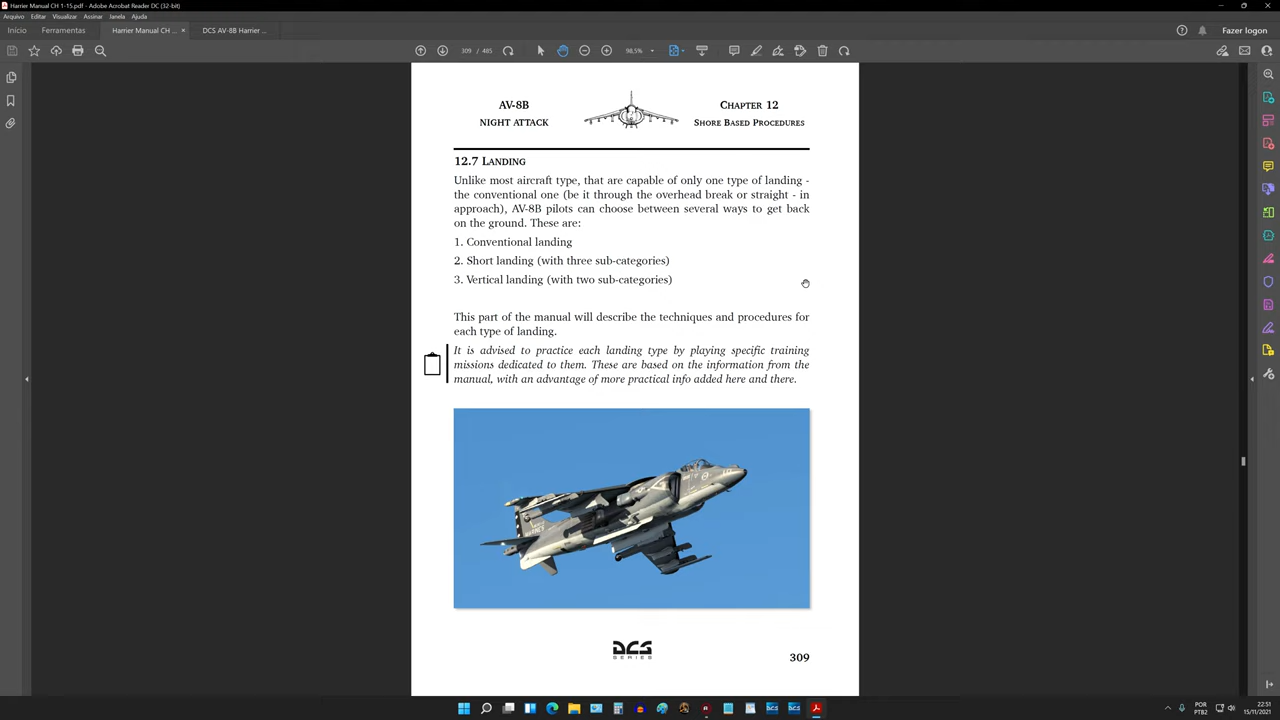 Harrier Manual CH 1-15.pdf - Adobe Acrobat Reader DC (32-bit)
Arquivo Editar Visualizar Assinar Janela Ajuda
Início Ferramentas Harrier Manual CH ... × DCS AV-8B Harrier ... Fazer logon
309 / 485 98,5%
AV-8B
NIGHT ATTACK
CHAPTER 12
SHORE BASED PROCEDURES
12.7 LANDING
Unlike most aircraft type, that are capable of only one type of landing -
the conventional one (be it through the overhead break or straight - in
approach), AV-8B pilots can choose between several ways to get back
on the ground. These are:
1. Conventional landing
2. Short landing (with three sub-categories)
3. Vertical landing (with two sub-categories)
This part of the manual will describe the techniques and procedures for
each type of landing.
It is advised to practice each landing type by playing specific training
missions dedicated to them. These are based on the information from the
manual, with an advantage of more practical info added here and there.
DCS
SERIES
309
POR
PTB2
22:51
15/11/2021